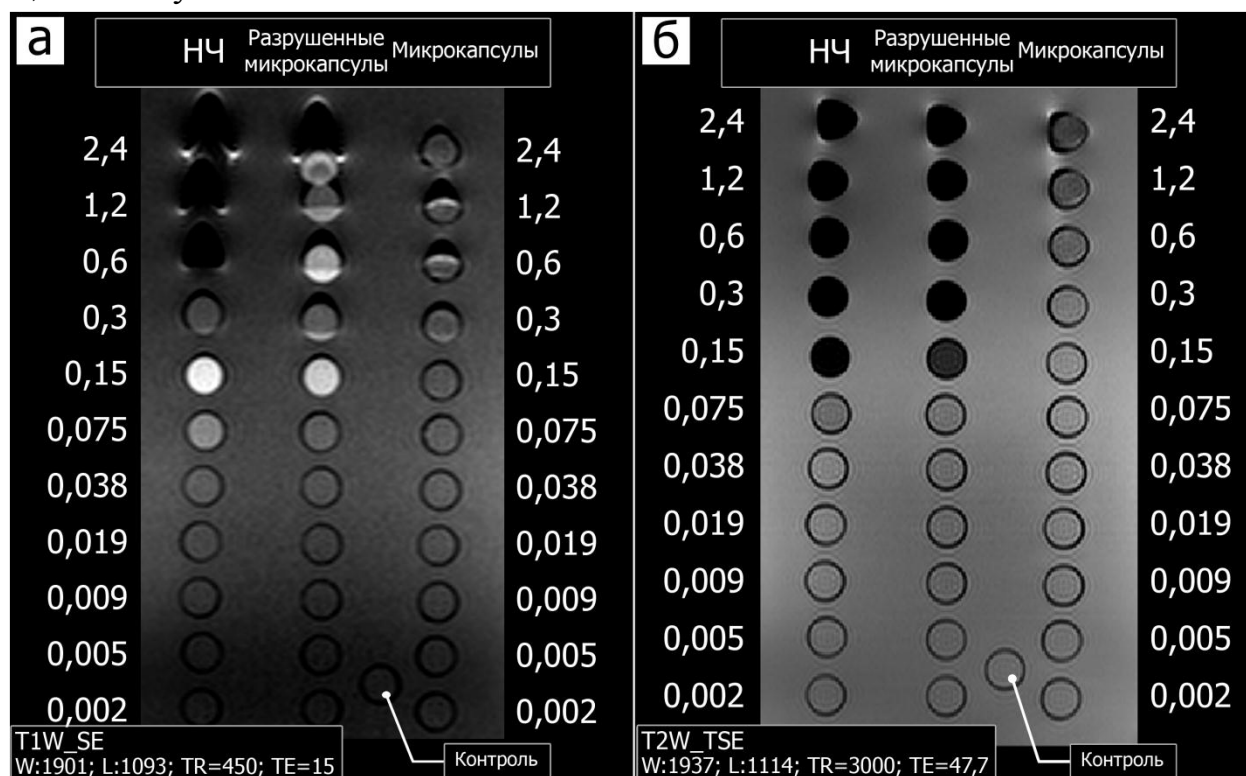 а
НЧ Разрушенные микрокапсулы Микрокапсулы
2,4 2,4
1,2 1,2
0,6 0,6
0,3 0,3
0,15 0,15
0,075 0,075
0,038 0,038
0,019 0,019
0,009 0,009
0,005 0,005
0,002 0,002
T1W_SE
W:1901; L:1093; TR=450; TE=15
Контроль
б
НЧ Разрушенные микрокапсулы Микрокапсулы
2,4 2,4
1,2 1,2
0,6 0,6
0,3 0,3
0,15 0,15
0,075 0,075
0,038 0,038
0,019 0,019
0,009 0,009
0,005 0,005
0,002 0,002
T2W_TSE
W:1937; L:1114; TR=3000; TE=47,7
Контроль